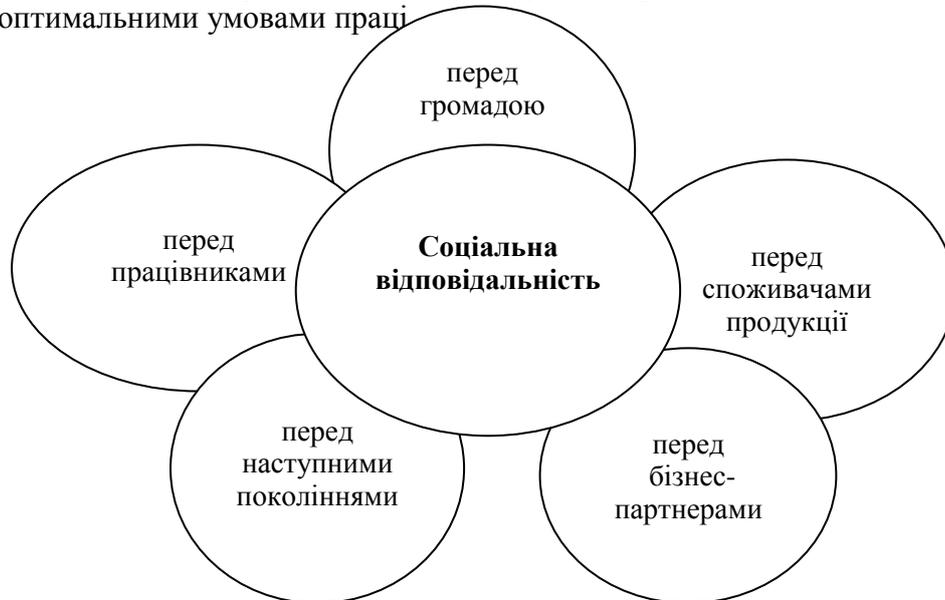 оптимальними умовами праці
перед
громадою
перед
працівниками
Соціальна
відповідальність
перед
споживачами
продукції
перед
наступними
поколіннями
перед
бізнес-
партнерами